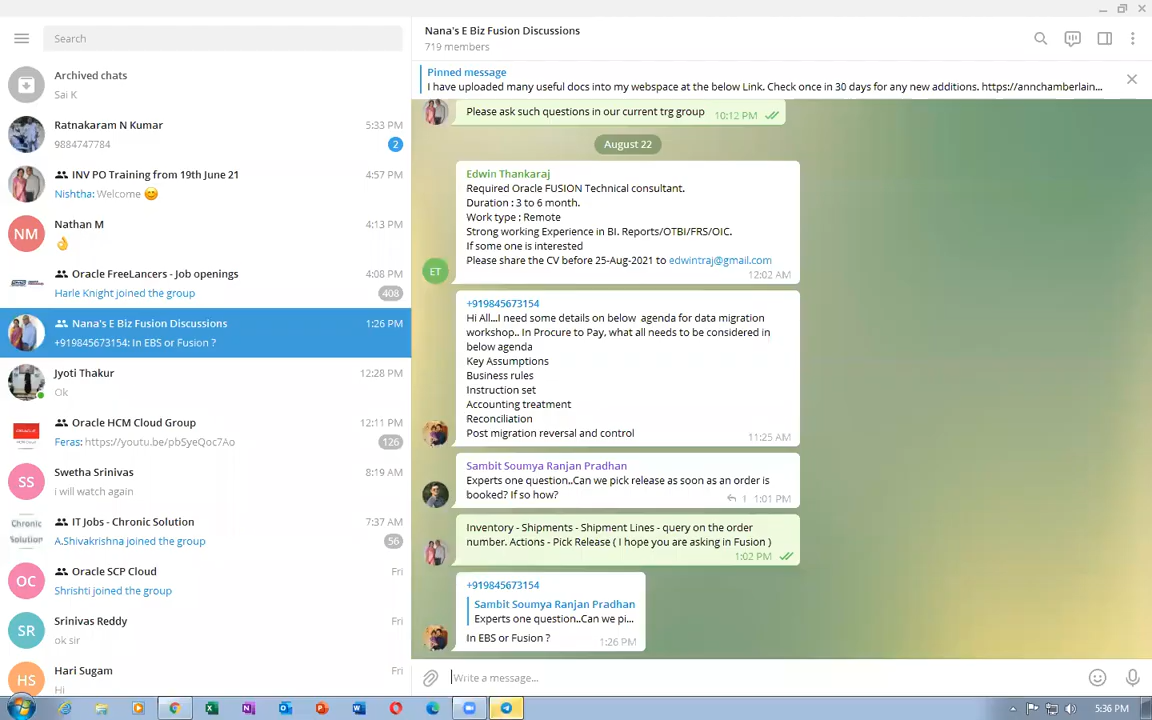 Search
Archived chats
Sai K
Ratnakaram N Kumar 5:33 PM
9884747784 2
INV PO Training from 19th June 21 4:57 PM
Nishtha: Welcome 😊
NM Nathan M 4:13 PM
👌
Oracle FreeLancers - Job openings 4:08 PM
Harle Knight joined the group 408
Nana's E Biz Fusion Discussions 1:26 PM
+919845673154: In EBS or Fusion ?
Jyoti Thakur 12:28 PM
Ok
Oracle HCM Cloud Group 12:11 PM
Feras: https://youtu.be/pbSyeQoc7Ao 126
SS Swetha Srinivas 8:19 AM
i will watch again
Chronic
Solution
IT Jobs - Chronic Solution 7:37 AM
A.Shivakrishna joined the group 56
OC Oracle SCP Cloud Fri
Shrishti joined the group
SR Srinivas Reddy Fri
ok sir
HS Hari Sugam Fri
Hi
Nana's E Biz Fusion Discussions
719 members
Pinned message
I have uploaded many useful docs into my webspace at the below Link. Check once in 30 days for any new additions. https://annchamberlain...
Please ask such questions in our current trg group 10:12 PM
August 22
Edwin Thankaraj
Required Oracle FUSION Technical consultant.
Duration : 3 to 6 month.
Work type : Remote
Strong working Experience in BI. Reports/OTBI/FRS/OIC.
If some one is interested
Please share the CV before 25-Aug-2021 to edwintraj@gmail.com
ET 12:02 AM
+919845673154
Hi All...I need some details on below agenda for data migration
workshop.. In Procure to Pay, what all needs to be considered in
below agenda
Key Assumptions
Business rules
Instruction set
Accounting treatment
Reconciliation
Post migration reversal and control 11:25 AM
Sambit Soumya Ranjan Pradhan
Experts one question..Can we pick release as soon as an order is
booked? If so how? 1 1:01 PM
Inventory - Shipments - Shipment Lines - query on the order
number. Actions - Pick Release ( I hope you are asking in Fusion )
1:02 PM
+919845673154
Sambit Soumya Ranjan Pradhan
Experts one question..Can we pi...
In EBS or Fusion ? 1:26 PM
Write a message...
5:36 PM